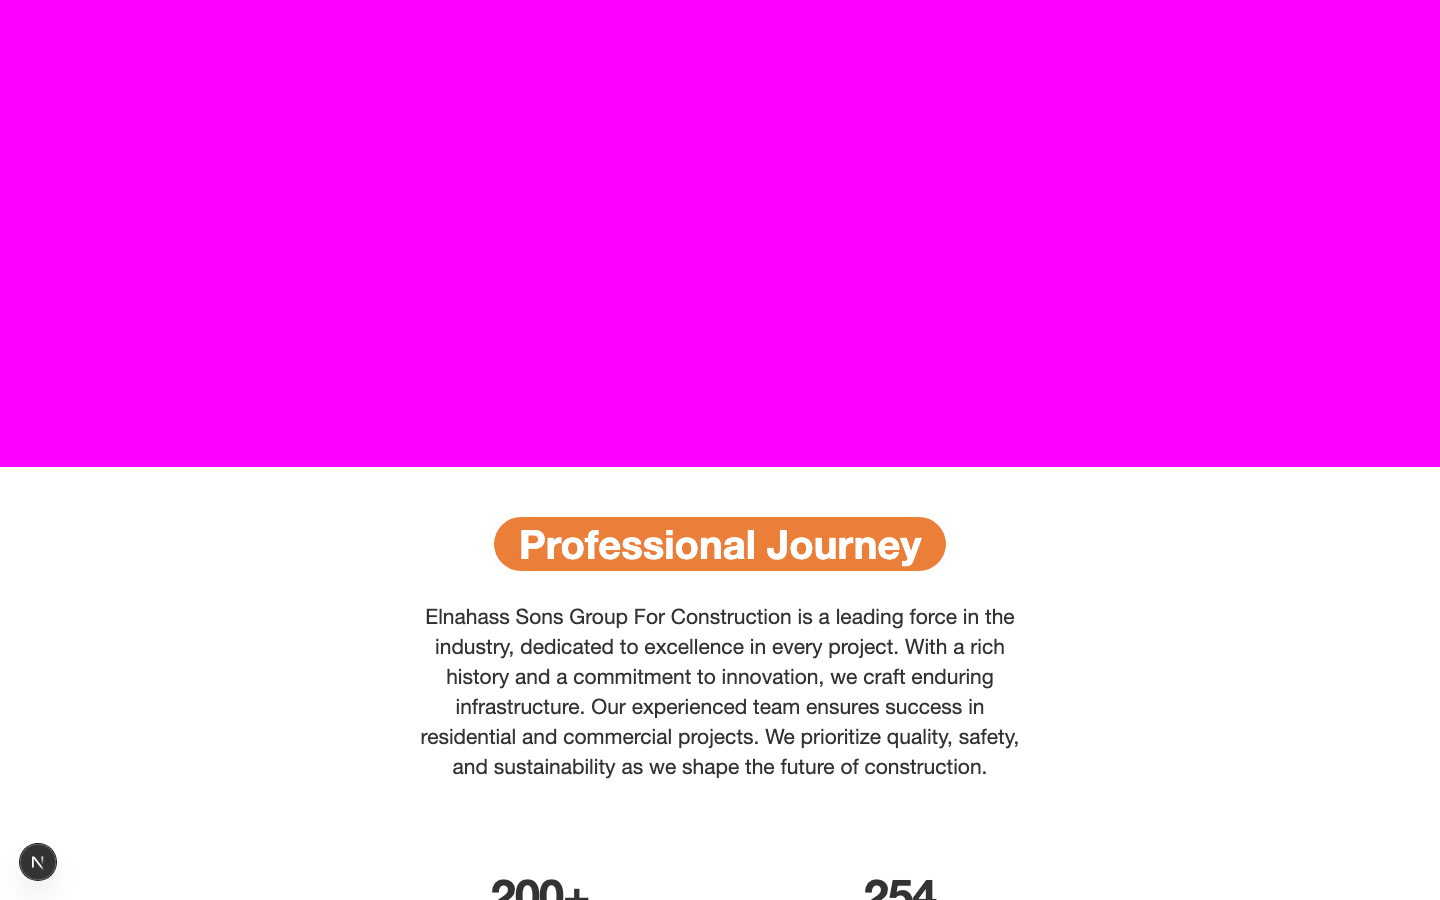 Professional Journey
Elnahass Sons Group For Construction is a leading force in the
industry, dedicated to excellence in every project. With a rich
history and a commitment to innovation, we craft enduring
infrastructure. Our experienced team ensures success in
residential and commercial projects. We prioritize quality, safety,
and sustainability as we shape the future of construction.
200+
254
N